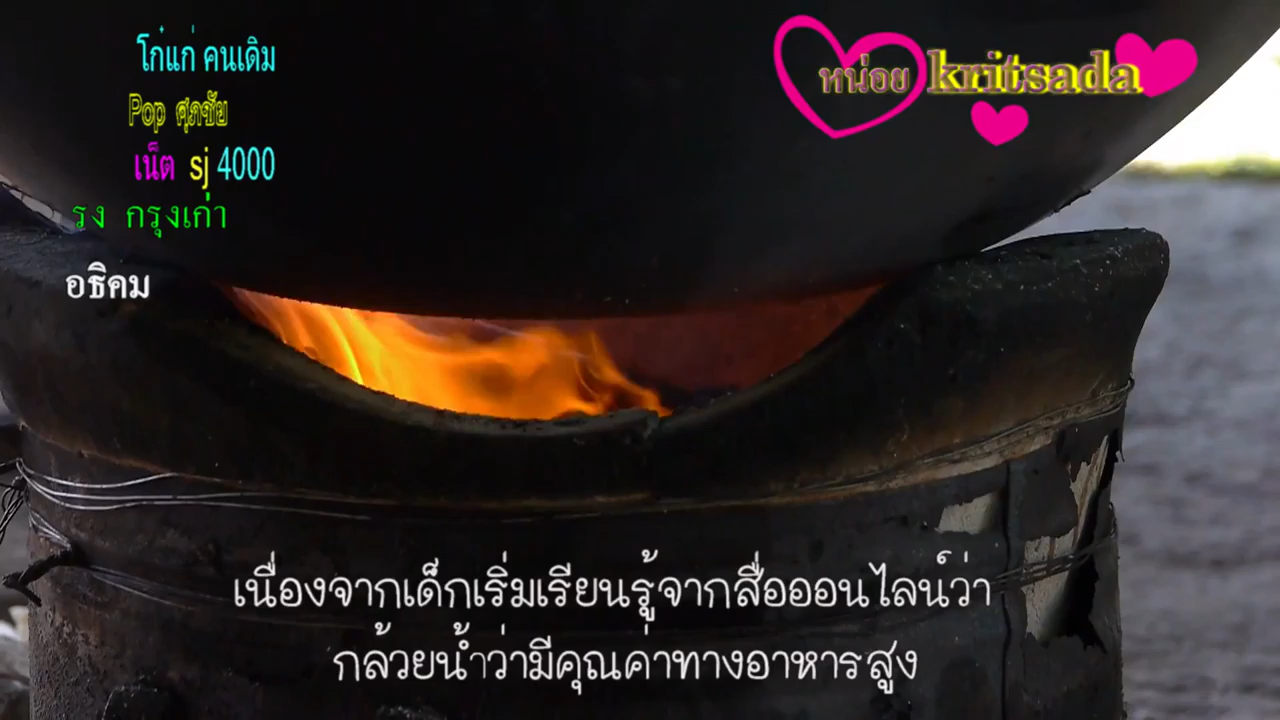 โก๋แก่ คนเดิม
Pop ศุภชัย
เน็ต sj 4000
รง กรุงเก่า
อธิคม
หน่อย kritsada
เนื่องจากเด็กเริ่มเรียนรู้จากสื่อออนไลน์ว่า
กล้วยน้ำว่ามีคุณค่าทางอาหารสูง